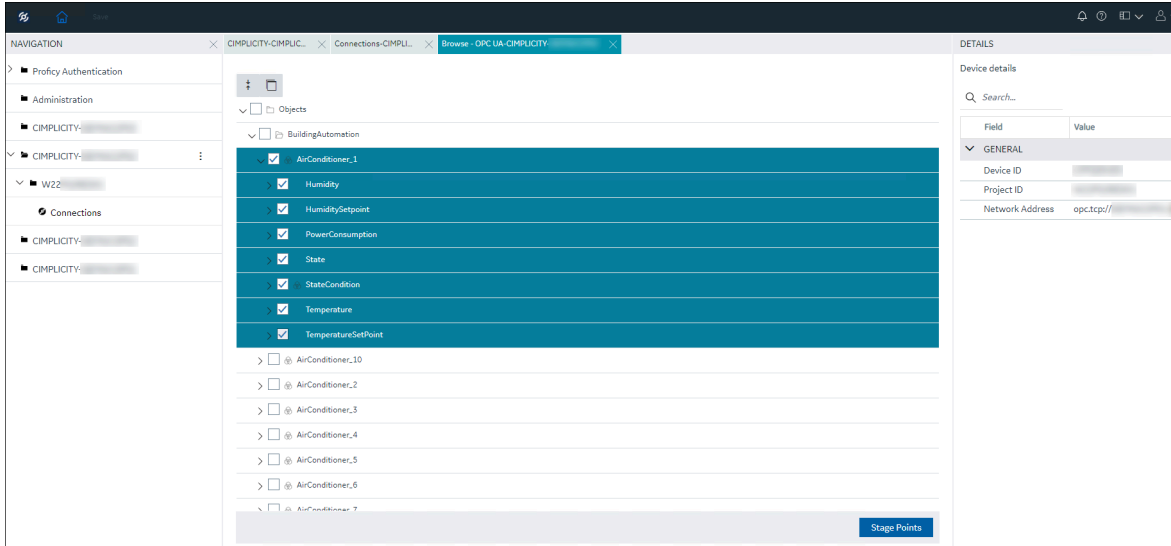 Save
NAVIGATION
CIMPLICITY-CIMPLIC...
Connections-CIMPLI...
Browse - OPC UA-CIMPLICITY-
DETAILS
Proficy Authentication
Administration
CIMPLICITY-
CIMPLICITY-
W22
Connections
CIMPLICITY-
CIMPLICITY-
Objects
BuildingAutomation
AirConditioner_1
Humidity
HumiditySetpoint
PowerConsumption
State
StateCondition
Temperature
TemperatureSetPoint
AirConditioner_10
AirConditioner_2
AirConditioner_3
AirConditioner_4
AirConditioner_5
AirConditioner_6
AirConditioner_7
Stage Points
Device details
Search...
Field Value
GENERAL
Device ID
Project ID
Network Address opc.tcp://